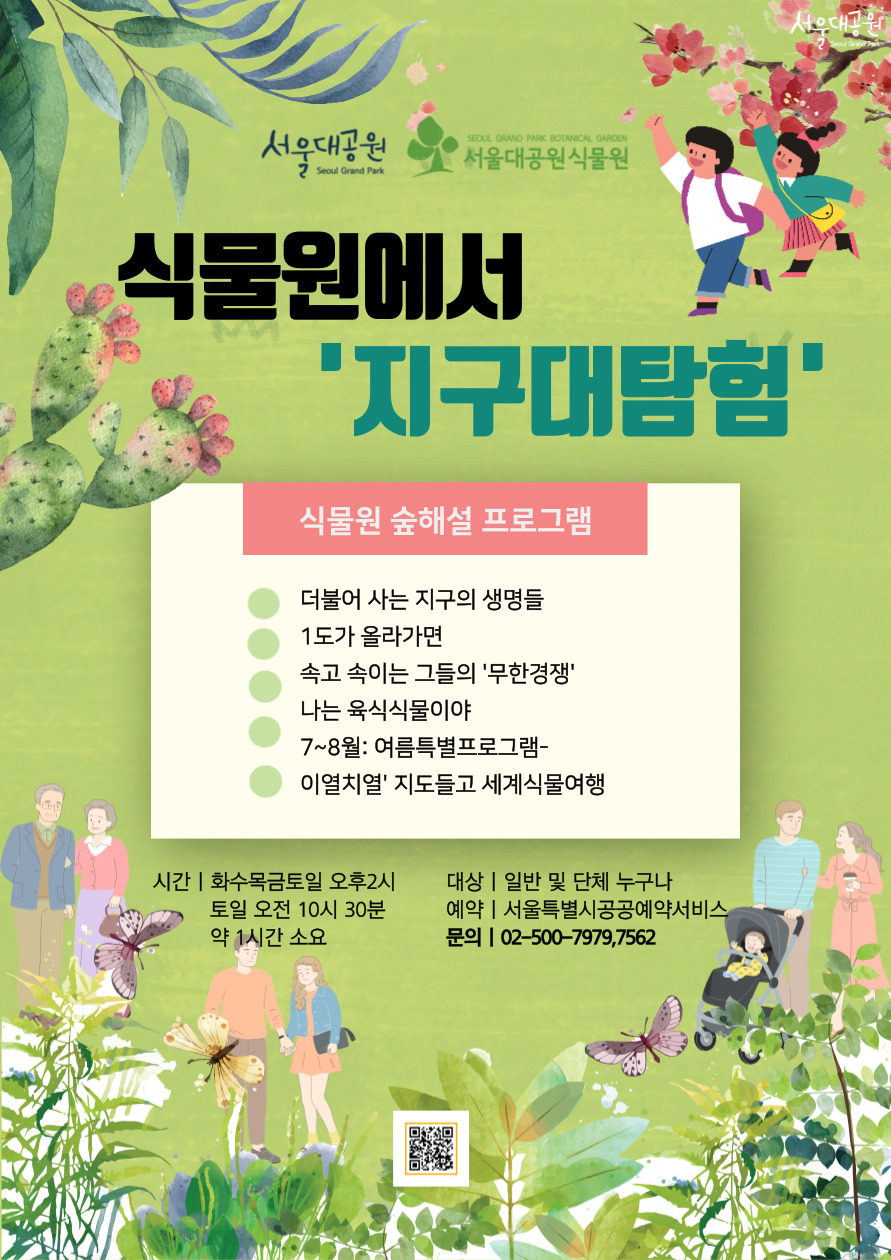 서울대공원
Seoul Grand Park
서울대공원
Seoul Grand Park
SEOUL GRAND PARK BOTANICAL GARDEN
서울대공원식물원
식물원에서
'지구대탐험'
식물원 숲해설 프로그램
더불어 사는 지구의 생명들
1도가 올라가면
속고 속이는 그들의 '무한경쟁'
나는 육식식물이야
7~8월: 여름특별프로그램-
이열치열' 지도들고 세계식물여행
시간 | 화수목금토일 오후2시
토일 오전 10시 30분
약 1시간 소요
대상 | 일반 및 단체 누구나
예약 | 서울특별시공공예약서비스
문의 | 02-500-7979,7562